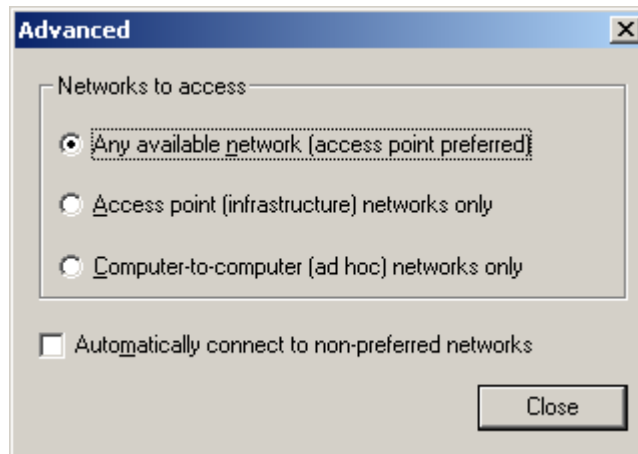 Advanced
Networks to access
Any available network (access point preferred)
Access point (infrastructure) networks only
Computer-to-computer (ad hoc) networks only
Automatically connect to non-preferred networks
Close